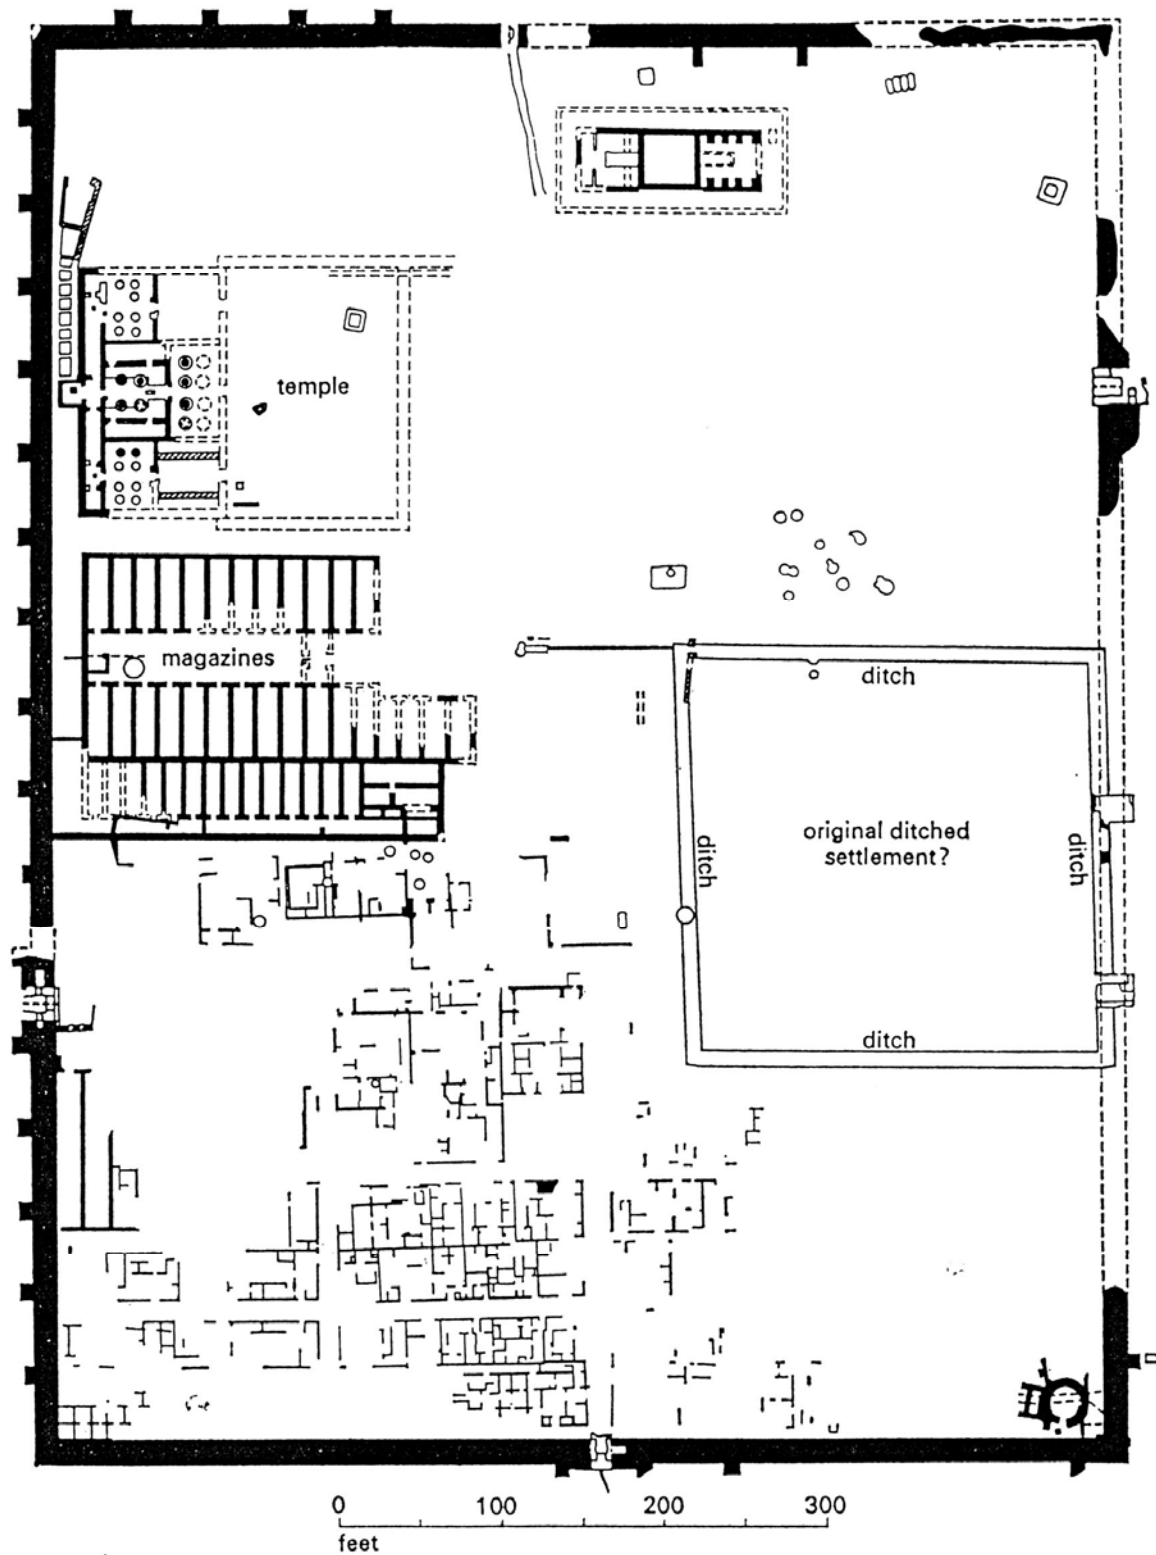 temple
magazines
ditch
original ditched
settlement?
ditch
ditch
ditch
0 100 200 300
feet